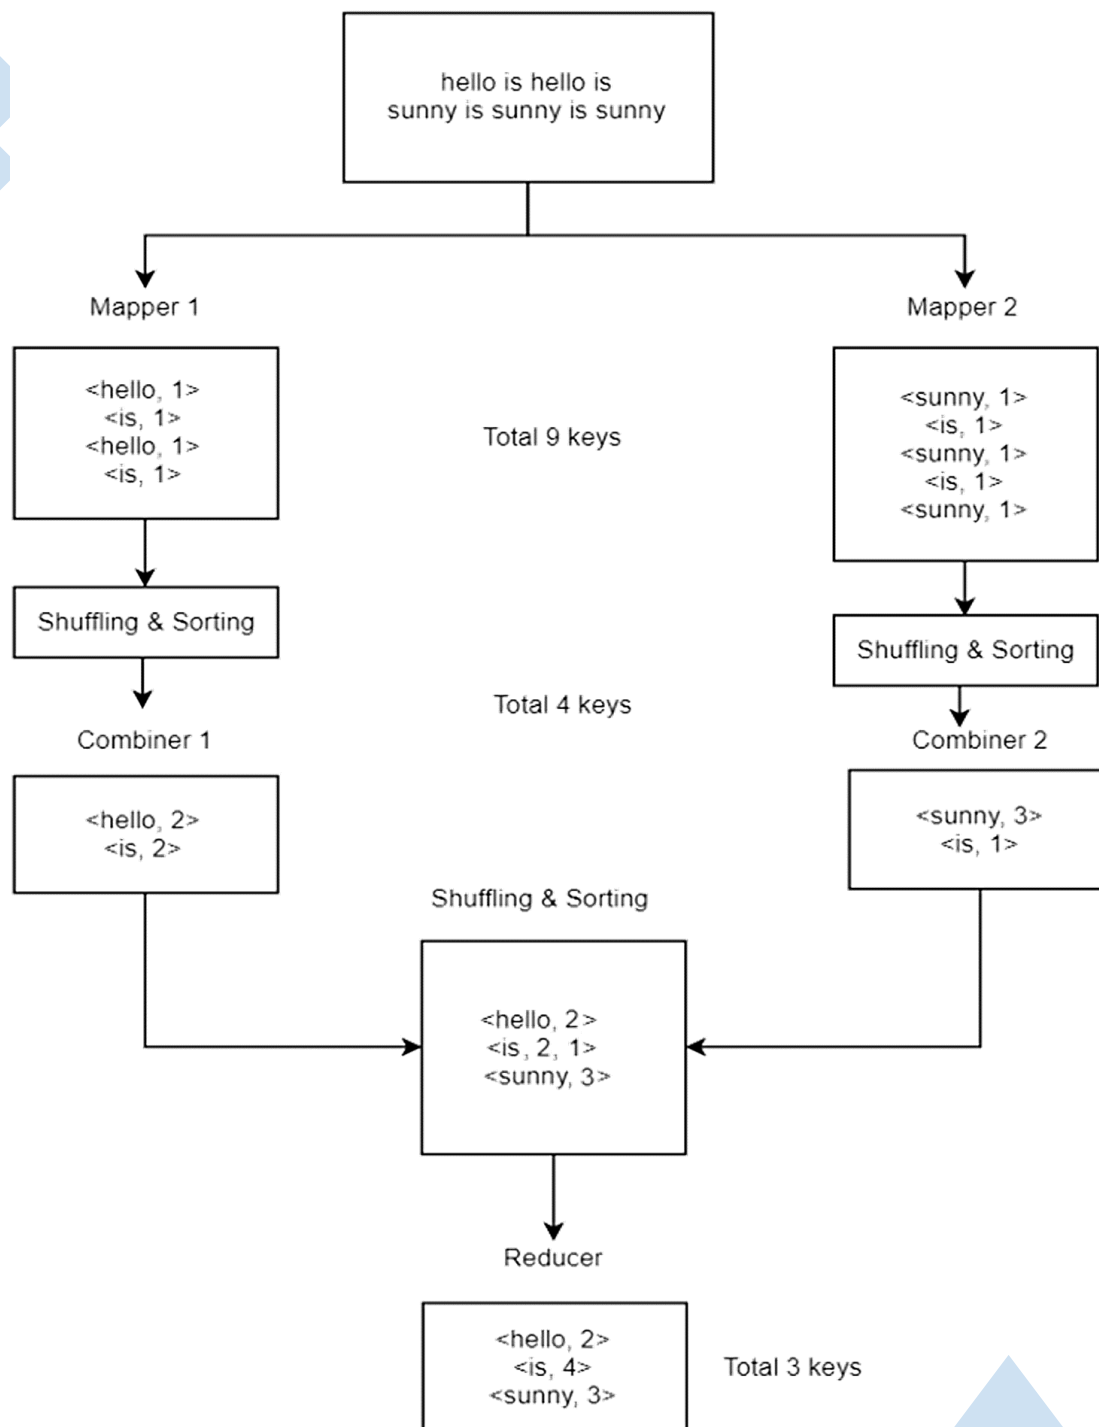 hello is hello is
sunny is sunny is sunny
Mapper 1
Mapper 2
<hello, 1>
<is, 1>
<hello, 1>
<is, 1>
Total 9 keys
<sunny, 1>
<is, 1>
<sunny, 1>
<is, 1>
<sunny, 1>
Shuffling & Sorting
Shuffling & Sorting
Total 4 keys
Combiner 1
Combiner 2
<hello, 2>
<is, 2>
<sunny, 3>
<is, 1>
Shuffling & Sorting
<hello, 2>
<is, 2, 1>
<sunny, 3>
Reducer
<hello, 2>
<is, 4>
<sunny, 3>
Total 3 keys